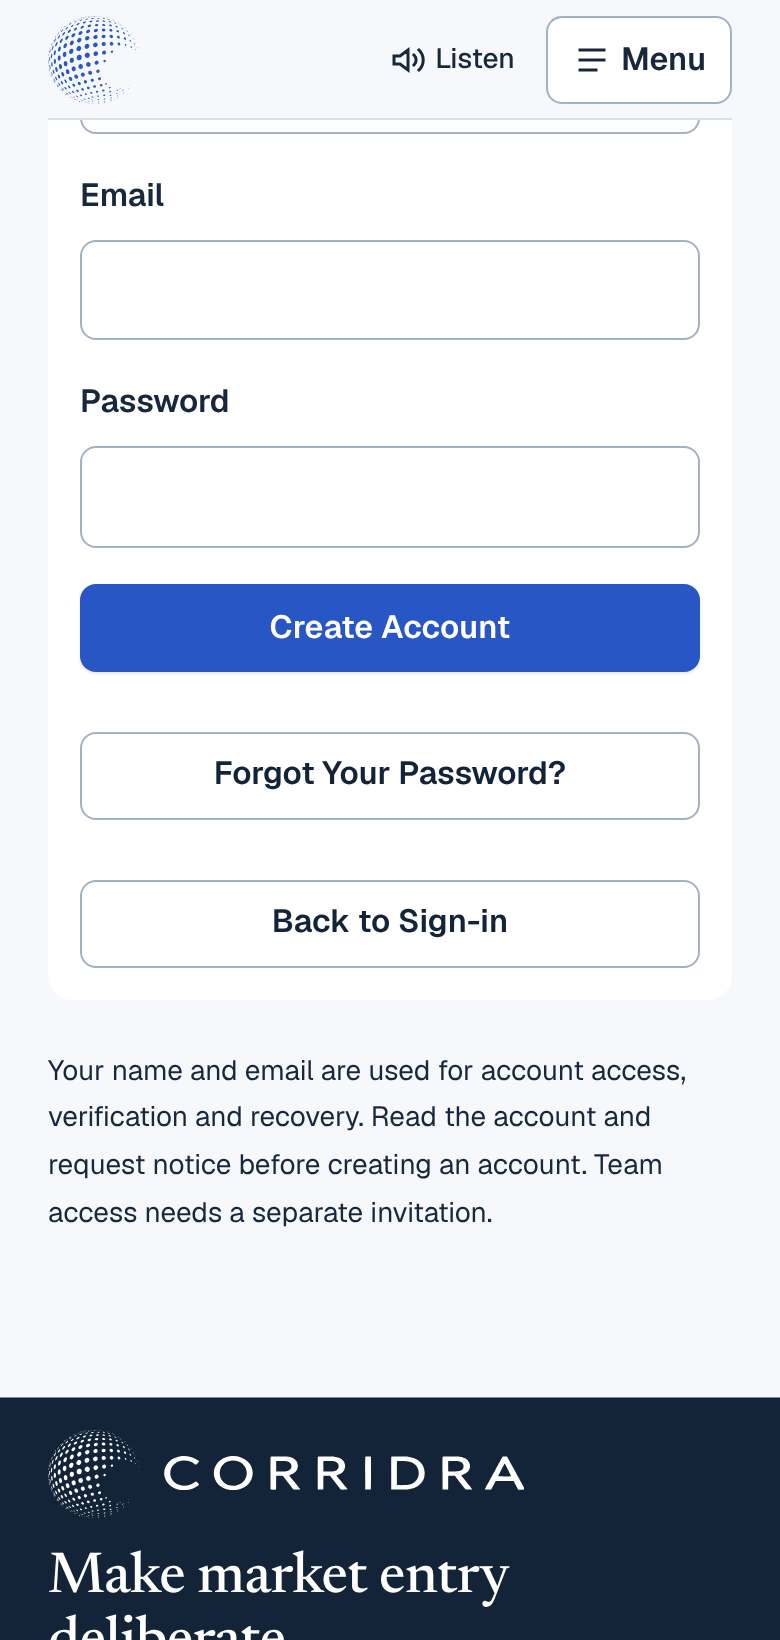 Listen
Menu
Email
Password
Create Account
Forgot Your Password?
Back to Sign-in
Your name and email are used for account access,
verification and recovery. Read the account and
request notice before creating an account. Team
access needs a separate invitation.
CORRIDRA
Make market entry
deliberate